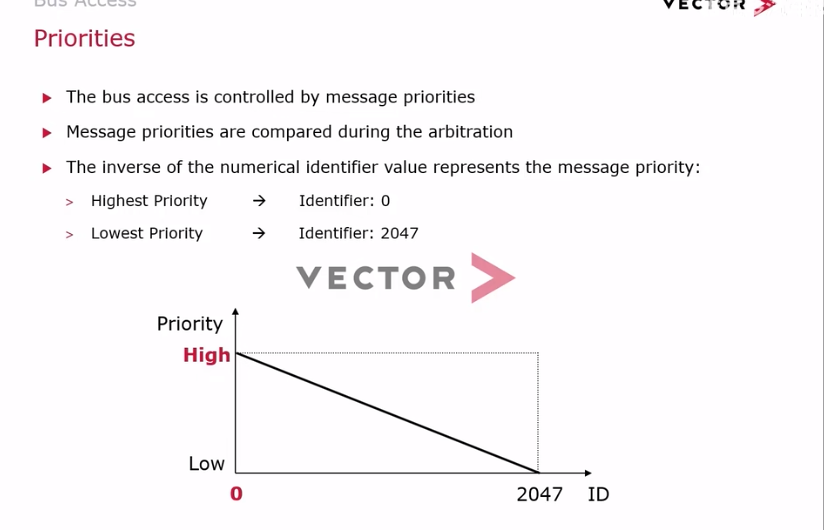 Bus Access
VECTOR
Priorities
The bus access is controlled by message priorities
Message priorities are compared during the arbitration
The inverse of the numerical identifier value represents the message priority:
> Highest Priority → Identifier: 0
> Lowest Priority → Identifier: 2047
VECTOR
Priority
High
Low
0 2047 ID